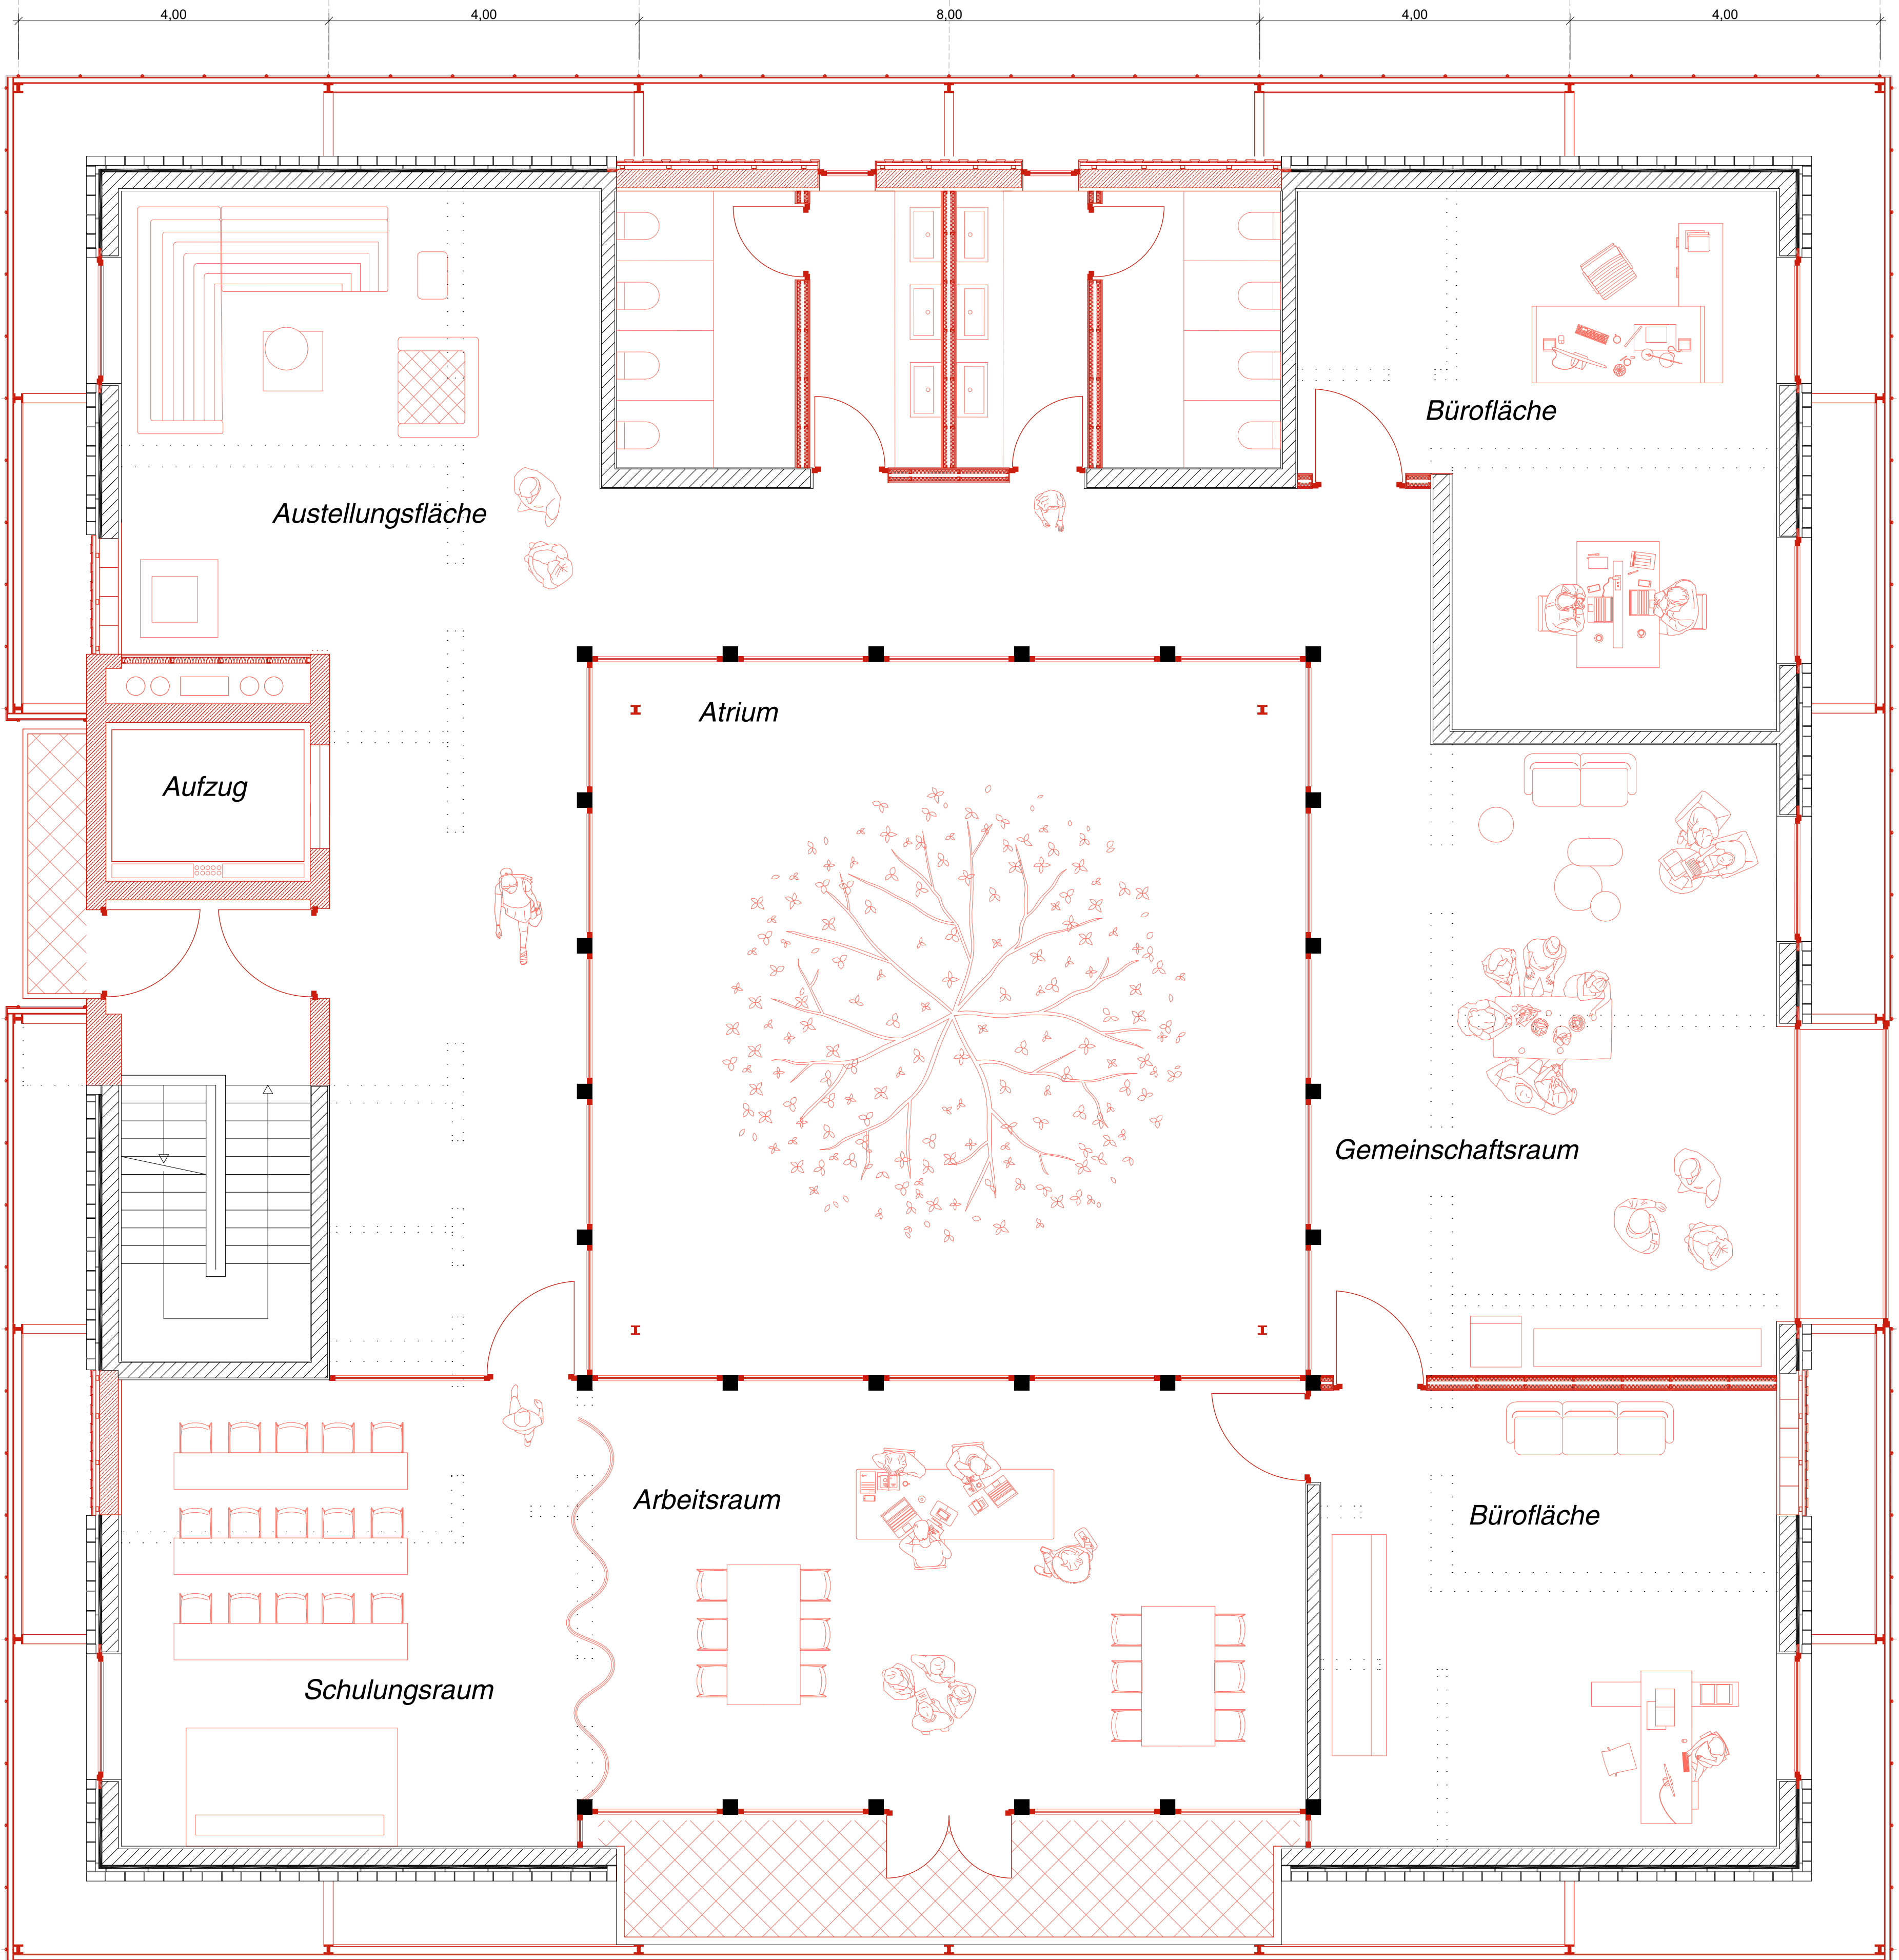 4,00 4,00 8,00 4,00 4,00
Bürofläche
Austellungsfläche
Atrium
Aufzug
Gemeinschaftsraum
Arbeitsraum
Bürofläche
Schulungsraum